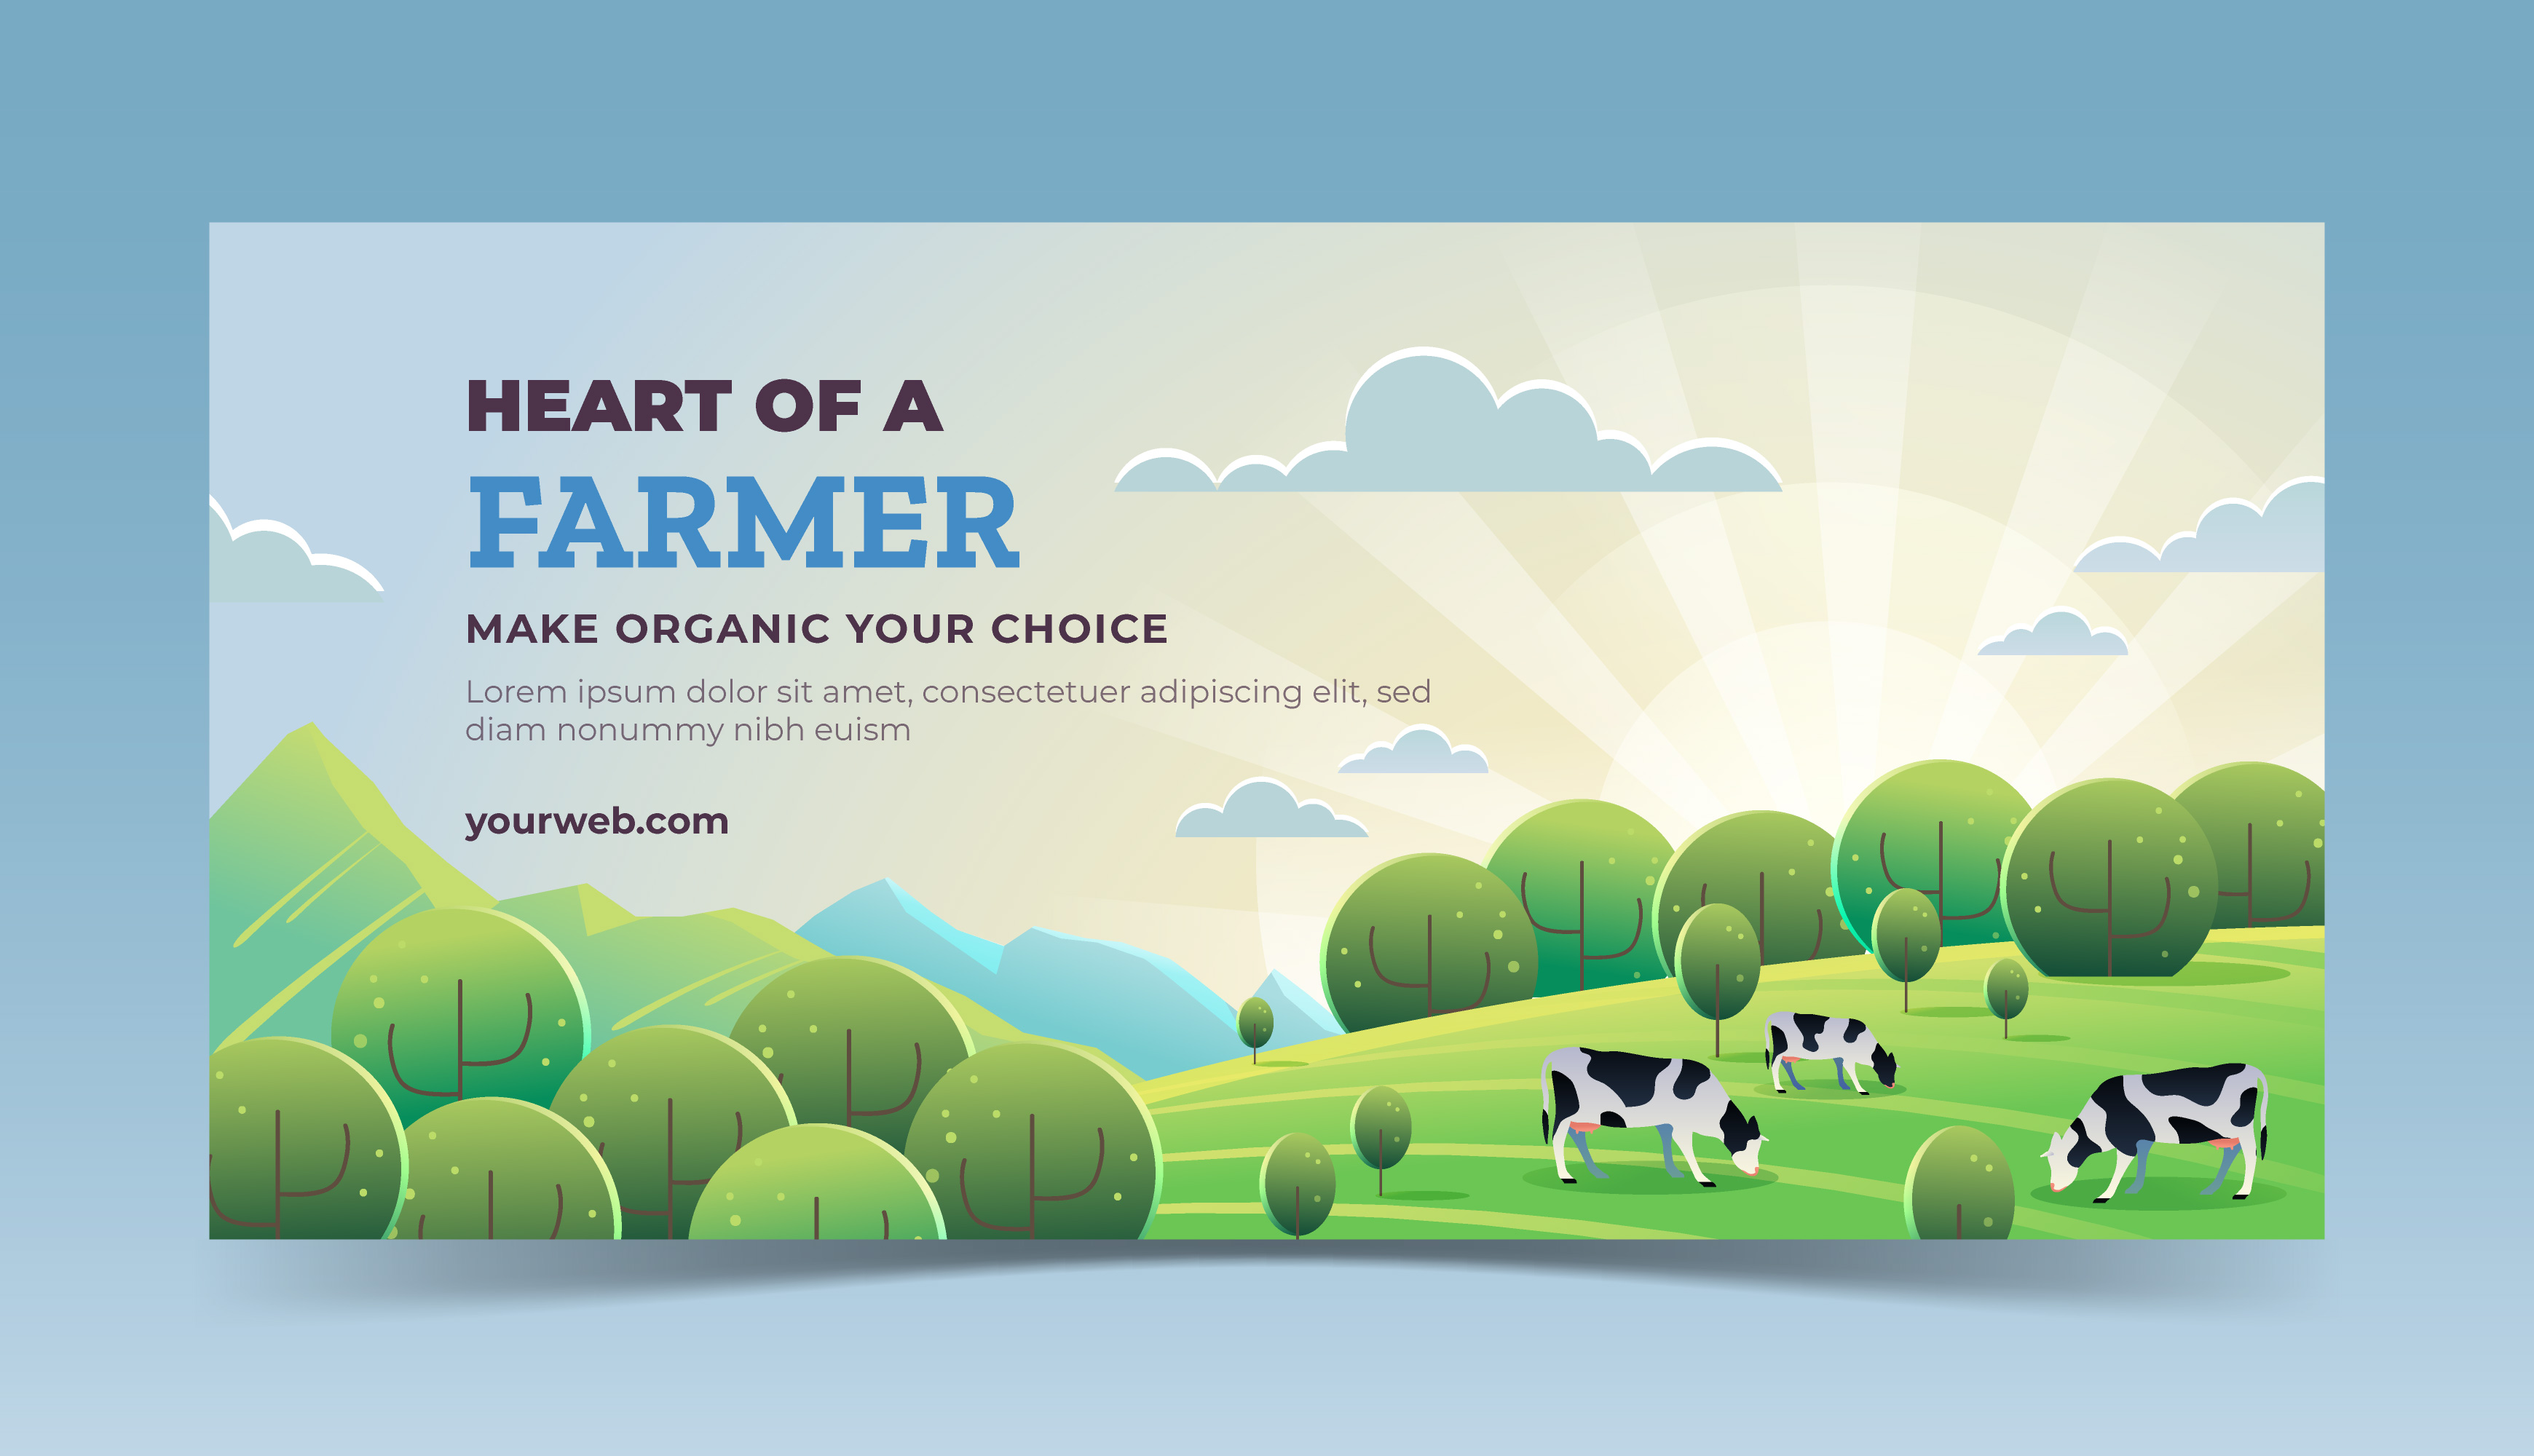 HEART OF A
FARMER
MAKE ORGANIC YOUR CHOICE
Lorem ipsum dolor sit amet, consectetuer adipiscing elit, sed
diam nonummy nibh euism
yourweb.com